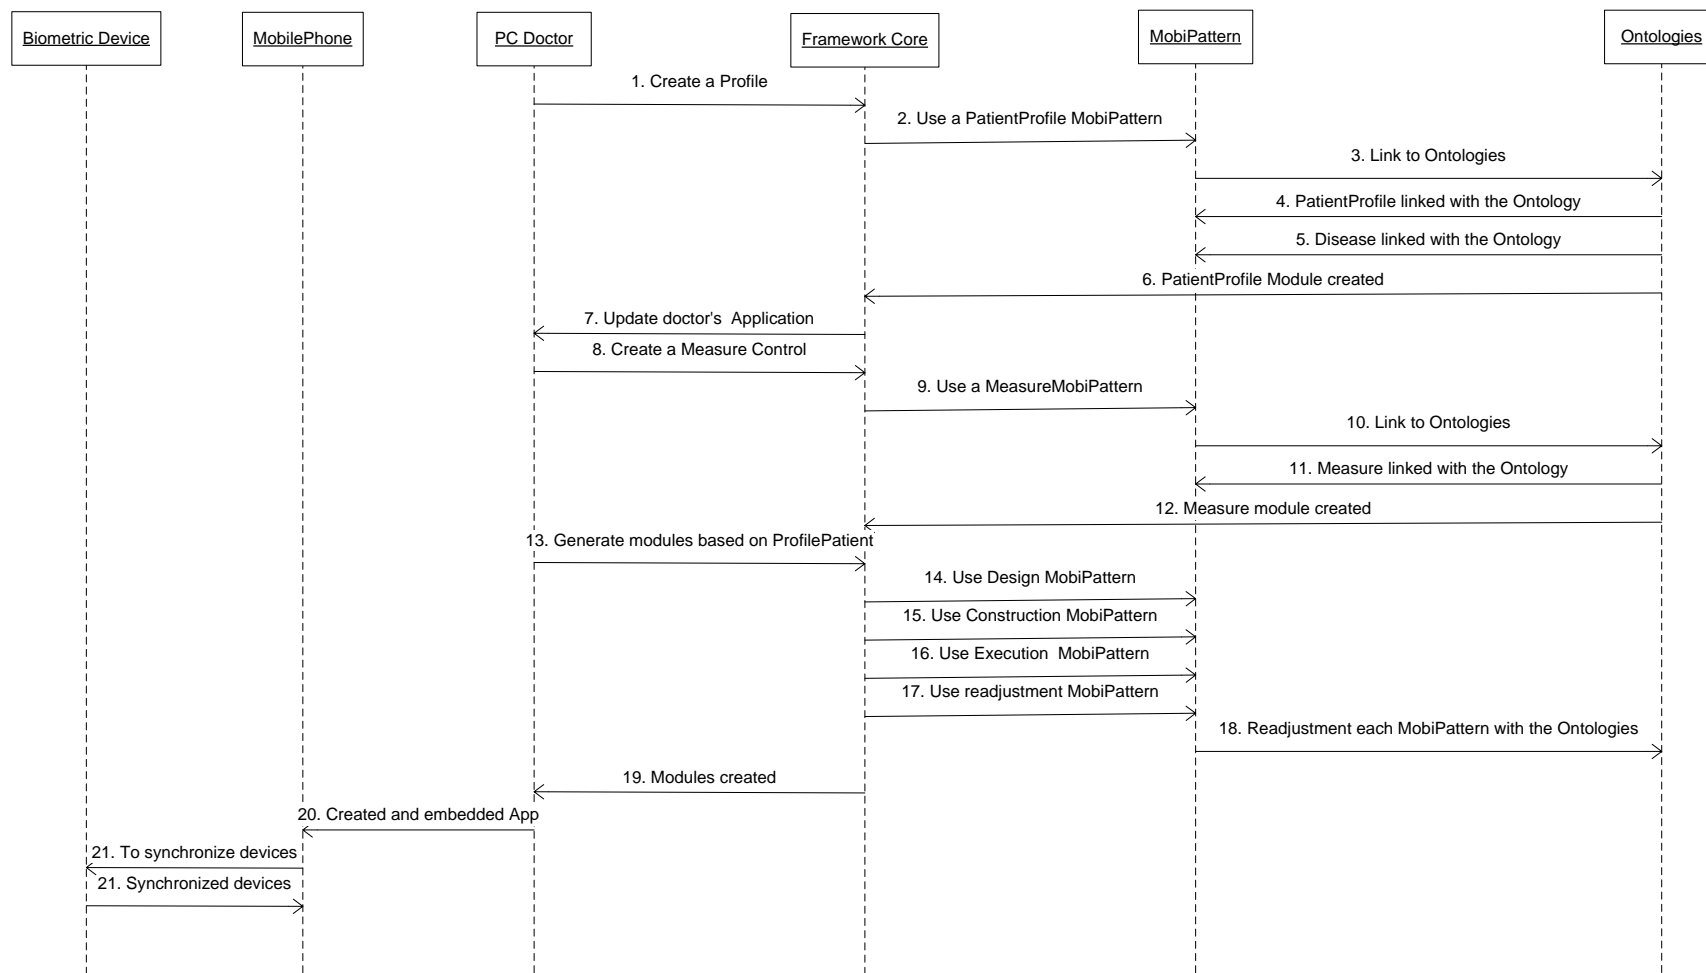 Biometric Device
MobilePhone
PC Doctor
Framework Core
MobiPattern
Ontologies
1. Create a Profile
2. Use a PatientProfile MobiPattern
3. Link to Ontologies
4. PatientProfile linked with the Ontology
5. Disease linked with the Ontology
6. PatientProfile Module created
7. Update doctor's  Application
8. Create a Measure Control
9. Use a MeasureMobiPattern
10. Link to Ontologies
11. Measure linked with the Ontology
12. Measure module created
13. Generate modules based on ProfilePatient
14. Use Design MobiPattern
15. Use Construction MobiPattern
16. Use Execution  MobiPattern
17. Use readjustment MobiPattern
18. Readjustment each MobiPattern with the Ontologies
19. Modules created
20. Created and embedded App
21. To synchronize devices
21. Synchronized devices